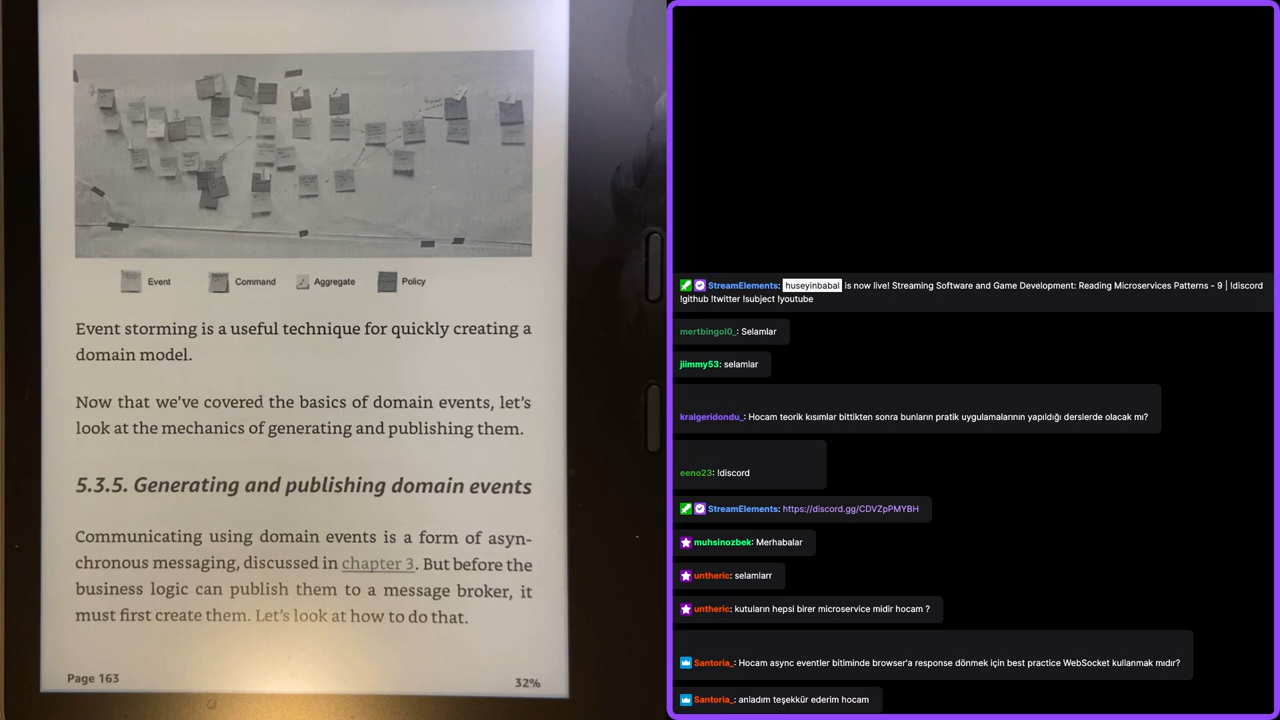 Event
Command
Aggregate
Policy
Event storming is a useful technique for quickly creating a
domain model.
Now that we've covered the basics of domain events, let's
look at the mechanics of generating and publishing them.
5.3.5. Generating and publishing domain events
Communicating using domain events is a form of asyn-
chronous messaging, discussed in chapter 3. But before the
business logic can publish them to a message broker, it
must first create them. Let's look at how to do that.
Page 163
32%
StreamElements: huseyinbabal is now live! Streaming Software and Game Development: Reading Microservices Patterns - 9 | !discord
!github !twitter !subject !youtube
mertbingol0_: Selamlar
jiimmy53: selamlar
kralgeridondu_: Hocam teorik kısımlar bittikten sonra bunların pratik uygulamalarının yapıldığı derslerde olacak mı?
eeno23: !discord
StreamElements: https://discord.gg/CDVZpPMYBH
muhsinozbek: Merhabalar
untheric: selamlarr
untheric: kutuların hepsi birer microservice midir hocam ?
Santoria_: Hocam async eventler bitiminde browser'a response dönmek için best practice WebSocket kullanmak mıdır?
Santoria_: anladım teşekkür ederim hocam